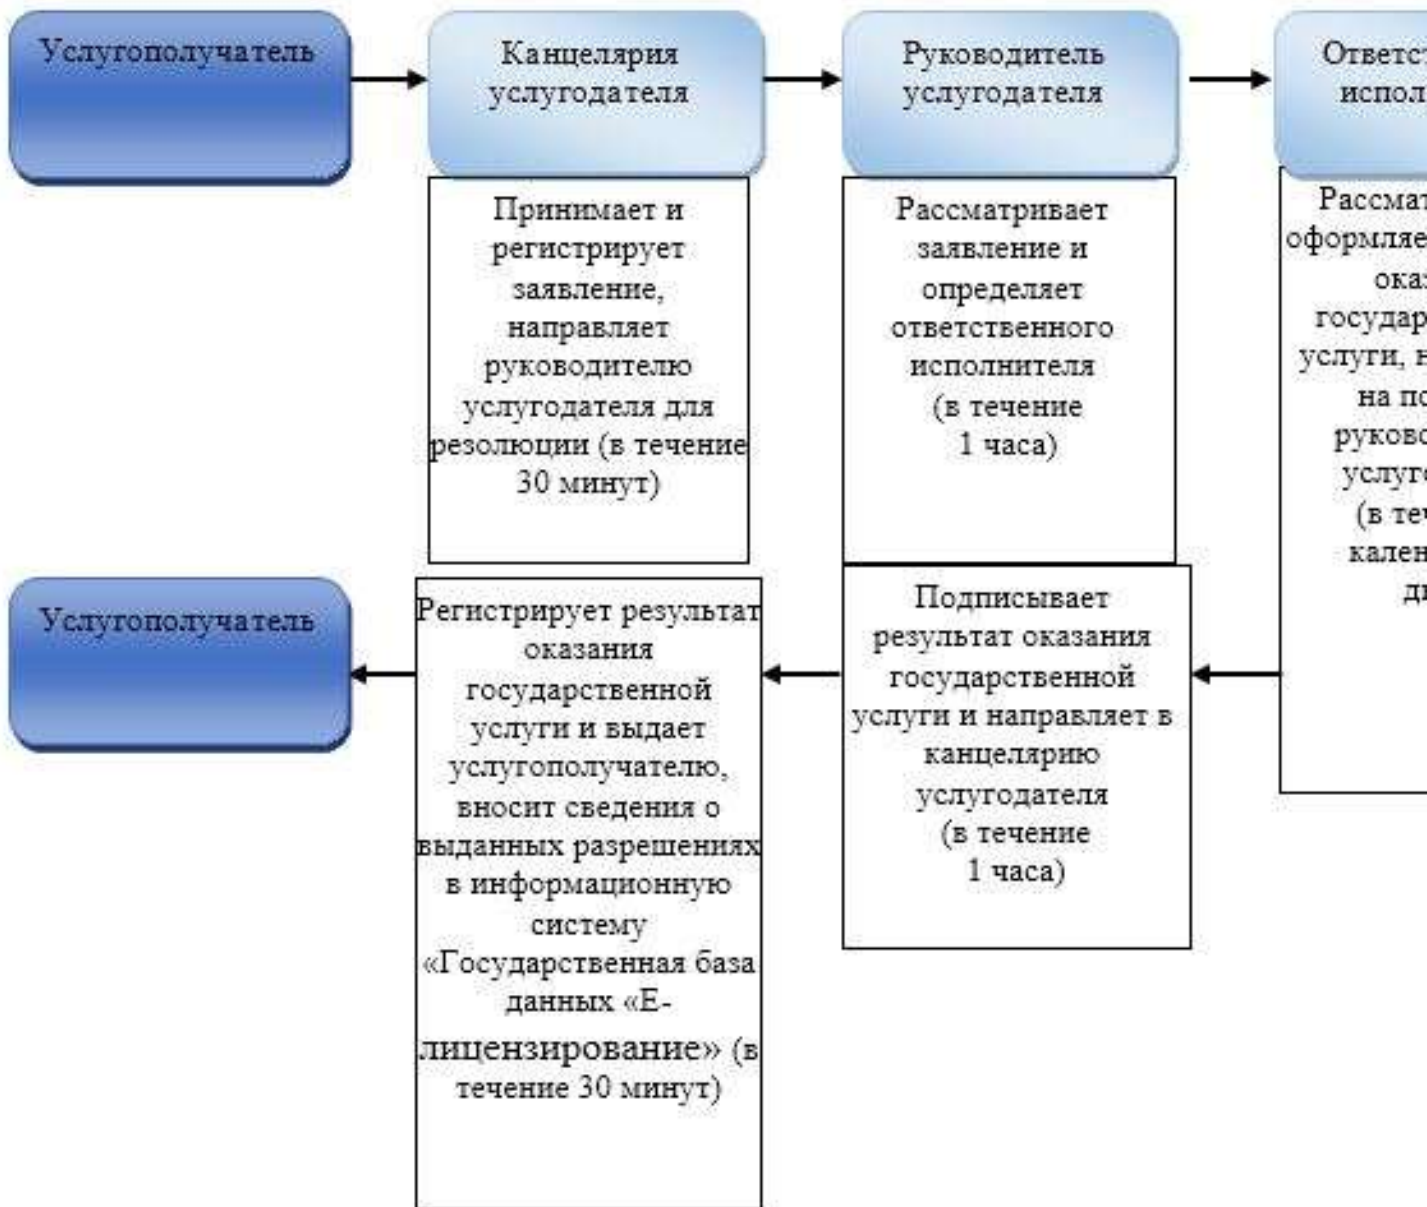 Услугополучатель
Канцелярия
услугодателя
Руководитель
услугодателя
Принимает и
регистрирует
заявление,
направляет
руководителю
услугодателя для
резолюции (в течение
30 минут)
Рассматривает
заявление и
определяет
ответственного
исполнителя
(в течение
1 часа)
услуги,
на
(в
Услугополучатель
Регистрирует результат
оказания
государственной
услуги и выдает
услугополучателю,
вносит сведения о
выданных разрешениях
в информационную
систему
«Государственная база
данных «Е-
лицензирование» (в
течение 30 минут)
Подписывает
результат оказания
государственной
услуги и направляет в
канцелярию
услугодателя
(в течение
1 часа)